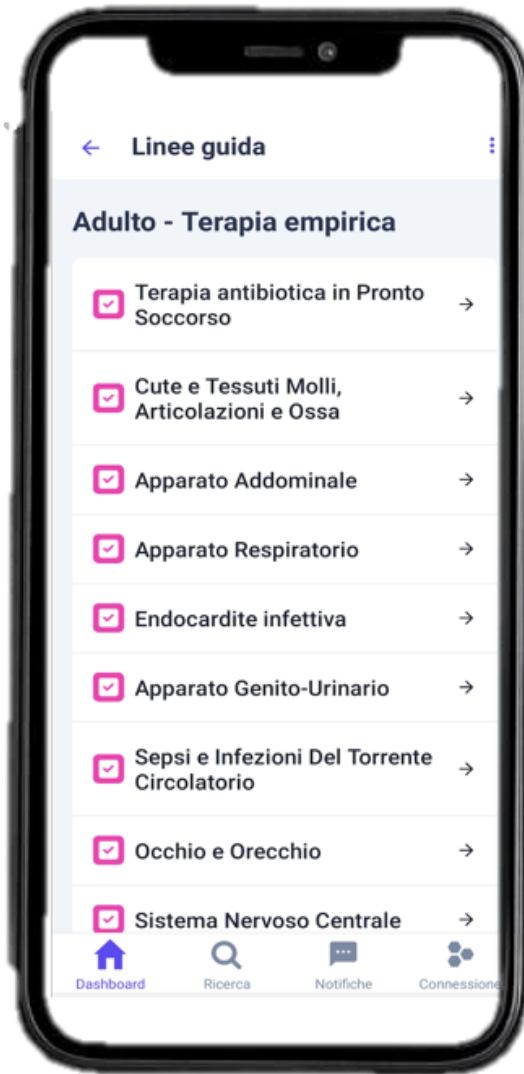 Linee guida
Adulto - Terapia empirica
Terapia antibiotica in Pronto
Soccorso
Cute e Tessuti Molli,
Articolazioni e Ossa
Apparato Addominale
Apparato Respiratorio
Endocardite infettiva
Apparato Genito-Urinario
Sepsi e Infezioni Del Torrente
Circolatorio
Occhio e Orecchio
Sistema Nervoso Centrale
Dashboard
Ricerca
Notifiche
Connessione